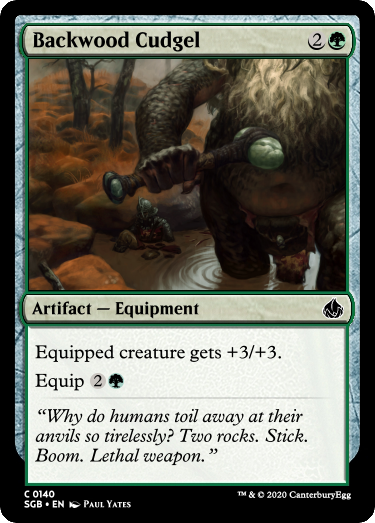 Backwood Cudgel 2
Artifact — Equipment
Equipped creature gets +3/+3.
Equip 2
“Why do humans toil away at their
anvils so tirelessly? Two rocks. Stick.
Boom. Lethal weapon.”
C 0140
SGB • EN Paul Yates
™ & © 2020 CanterburyEgg